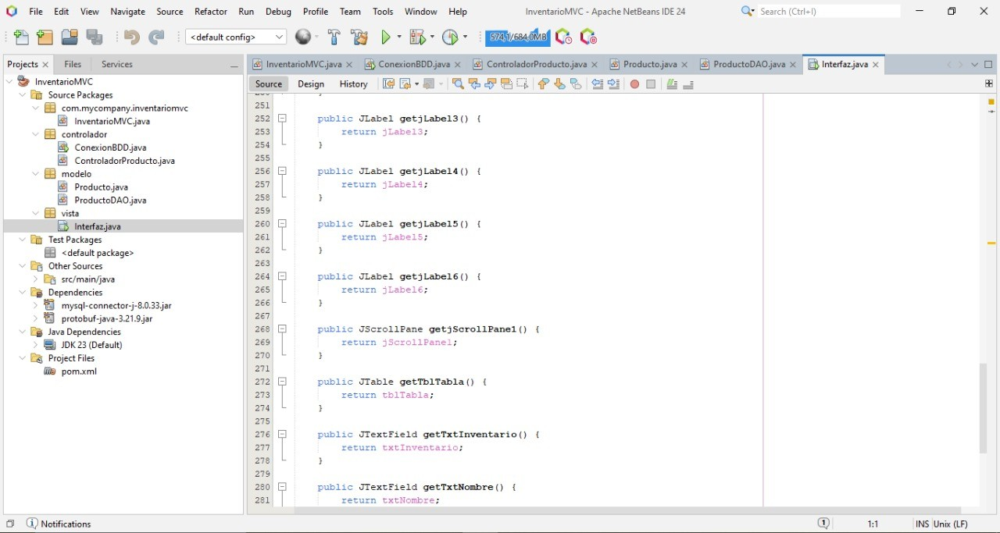 File Edit View Navigate Source Refactor Run Debug Profile Team Tools Window Help InventarioMVC - Apache NetBeans IDE 24 Search (Ctrl+I)
<default config> 574,1/684,0MB
Projects Files Services InventarioMVC.java ConexionBDD.java ControladorProducto.java Producto.java ProductoDAO.java Interfaz.java
Source Design History
InventarioMVC
Source Packages
com.mycompany.inventariomvc
InventarioMVC.java
controlador
ConexionBDD.java
ControladorProducto.java
modelo
Producto.java
ProductoDAO.java
vista
Interfaz.java
Test Packages
<default package>
Other Sources
src/main/java
Dependencies
mysql-connector-j-8.0.33.jar
protobuf-java-3.21.9.jar
Java Dependencies
JDK 23 (Default)
Project Files
pom.xml
251
252 public JLabel getjLabel3() {
253 return jLabel3;
254 }
255
256 public JLabel getjLabel4() {
257 return jLabel4;
258 }
259
260 public JLabel getjLabel5() {
261 return jLabel5;
262 }
263
264 public JLabel getjLabel6() {
265 return jLabel6;
266 }
267
268 public JScrollPane getjScrollPane1() {
269 return jScrollPane1;
270 }
271
272 public JTable getTblTabla() {
273 return tblTabla;
274 }
275
276 public JTextField getTxtInventario() {
277 return txtInventario;
278 }
279
280 public JTextField getTxtNombre() {
281 return txtNombre;
Notifications 1 1:1 INS Unix (LF)